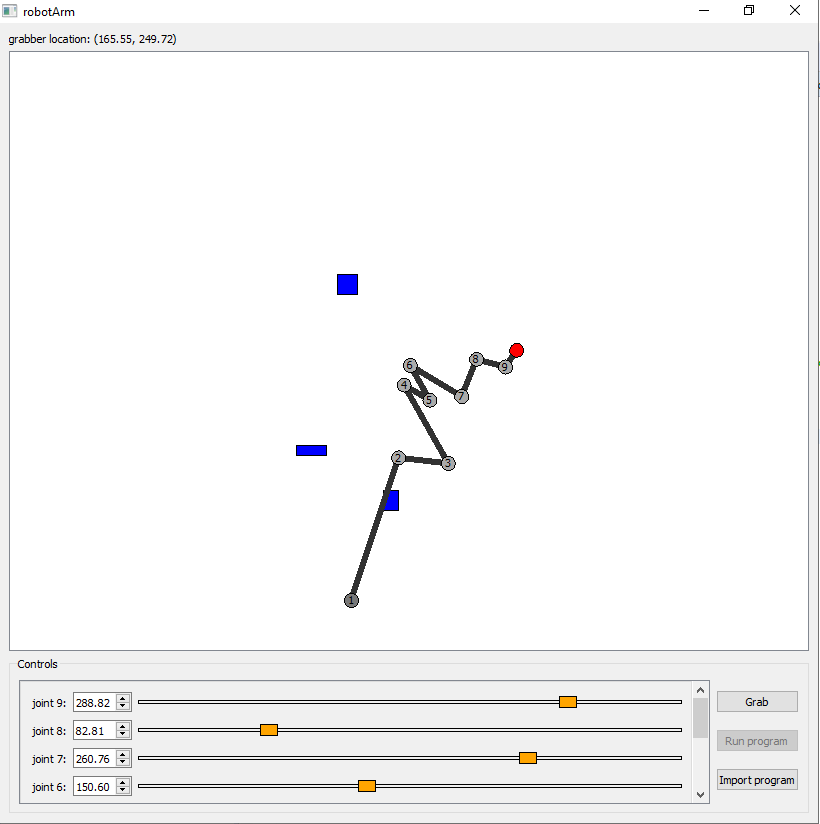 robotArm
grabber location: (165.55, 249.72)
6
8
9
4
5
7
2
3
1
Controls
joint 9: 288.82
Grab
joint 8: 82.81
Run program
joint 7: 260.76
joint 6: 150.60
Import program